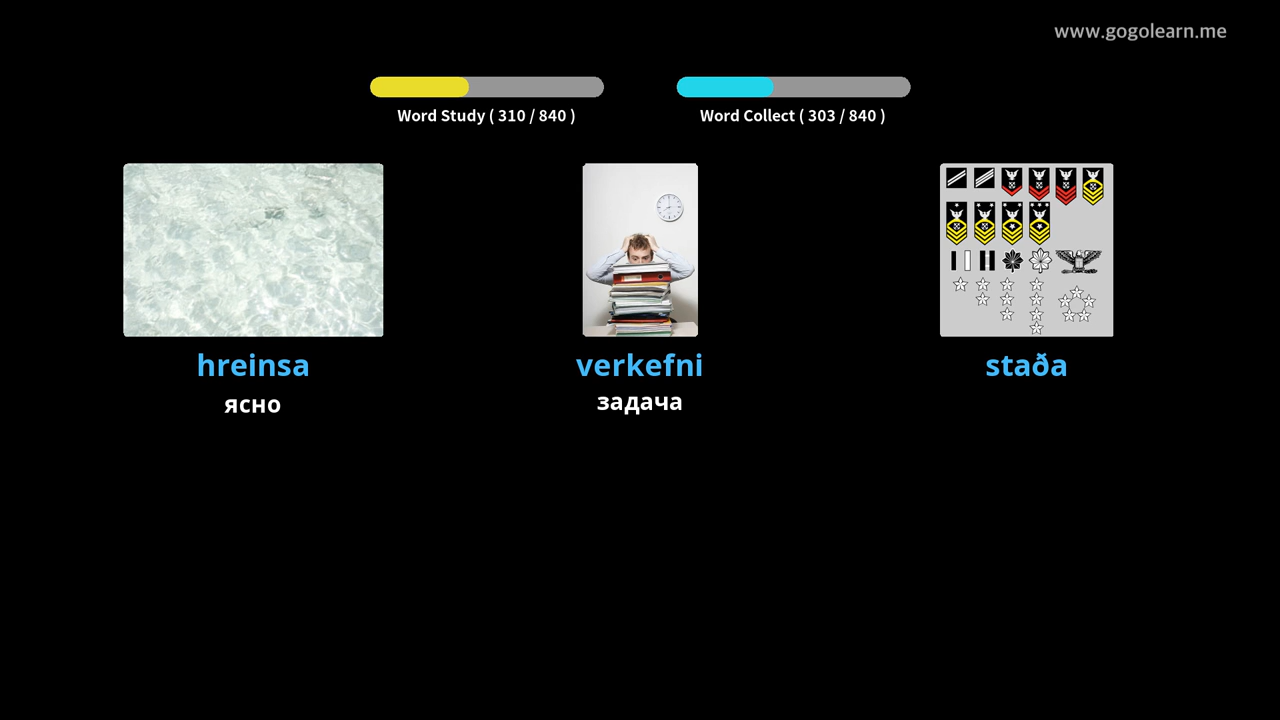 www.gogolearn.me
Word Study ( 310 / 840 )
Word Collect ( 303 / 840 )
hreinsa
verkefni
staða
ясно
задача